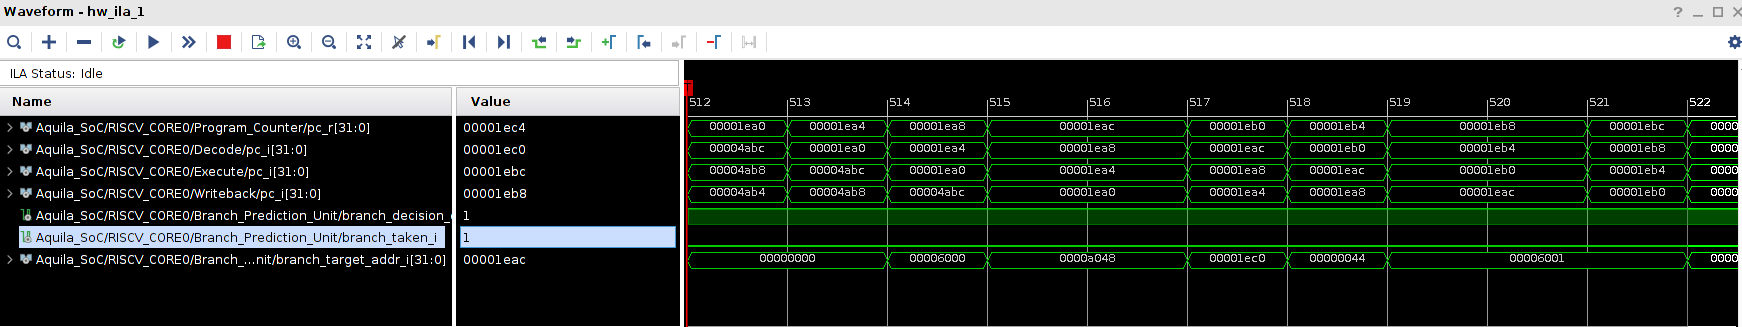 Waveform - hw_ila_1
ILA Status: Idle
Name Value
512 513 514 515 516 517 518 519 520 521 522
Aquila_SoC/RISCV_CORE0/Program_Counter/pc_r[31:0] 00001ec4 00001ea0 00001ea4 00001ea8 00001eac 00001eb0 00001eb4 00001eb8 00001ebc 0000
Aquila_SoC/RISCV_CORE0/Decode/pc_i[31:0] 00001ec0 00004abc 00001ea0 00001ea4 00001ea8 00001eac 00001eb0 00001eb4 00001eb8 0000
Aquila_SoC/RISCV_CORE0/Execute/pc_i[31:0] 00001ebc 00004ab8 00004abc 00001ea0 00001ea4 00001ea8 00001eac 00001eb0 00001eb4 0000
Aquila_SoC/RISCV_CORE0/Writeback/pc_i[31:0] 00001eb8 00004ab4 00004ab8 00004abc 00001ea0 00001ea4 00001ea8 00001eac 00001eb0 0000
Aquila_SoC/RISCV_CORE0/Branch_Prediction_Unit/branch_decision_ 1
Aquila_SoC/RISCV_CORE0/Branch_Prediction_Unit/branch_taken_i 1
Aquila_SoC/RISCV_CORE0/Branch_...nit/branch_target_addr_i[31:0] 00001eac 00000000 00006000 0000a048 00001ec0 00000044 00006001 0000